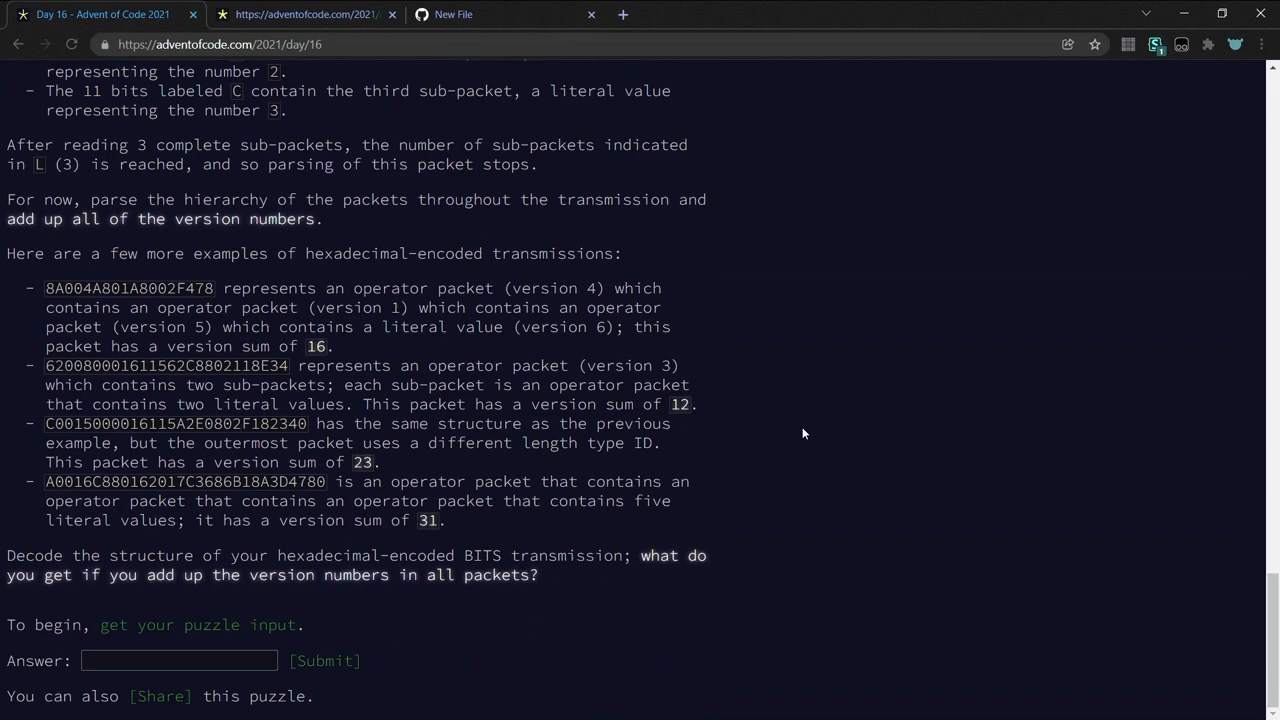 Day 16 - Advent of Code 2021
https://adventofcode.com/2021/
New File
https://adventofcode.com/2021/day/16
1
representing the number 2.
- The 11 bits labeled C contain the third sub-packet, a literal value
representing the number 3.
After reading 3 complete sub-packets, the number of sub-packets indicated
in L (3) is reached, and so parsing of this packet stops.
For now, parse the hierarchy of the packets throughout the transmission and
add up all of the version numbers.
Here are a few more examples of hexadecimal-encoded transmissions:
- 8A004A801A8002F478 represents an operator packet (version 4) which
contains an operator packet (version 1) which contains an operator
packet (version 5) which contains a literal value (version 6); this
packet has a version sum of 16.
- 620080001611562C8802118E34 represents an operator packet (version 3)
which contains two sub-packets; each sub-packet is an operator packet
that contains two literal values. This packet has a version sum of 12.
- C0015000016115A2E0802F182340 has the same structure as the previous
example, but the outermost packet uses a different length type ID.
This packet has a version sum of 23.
- A0016C880162017C3686B18A3D4780 is an operator packet that contains an
operator packet that contains an operator packet that contains five
literal values; it has a version sum of 31.
Decode the structure of your hexadecimal-encoded BITS transmission; what do
you get if you add up the version numbers in all packets?
To begin, get your puzzle input.
Answer: [Submit]
You can also [Share] this puzzle.